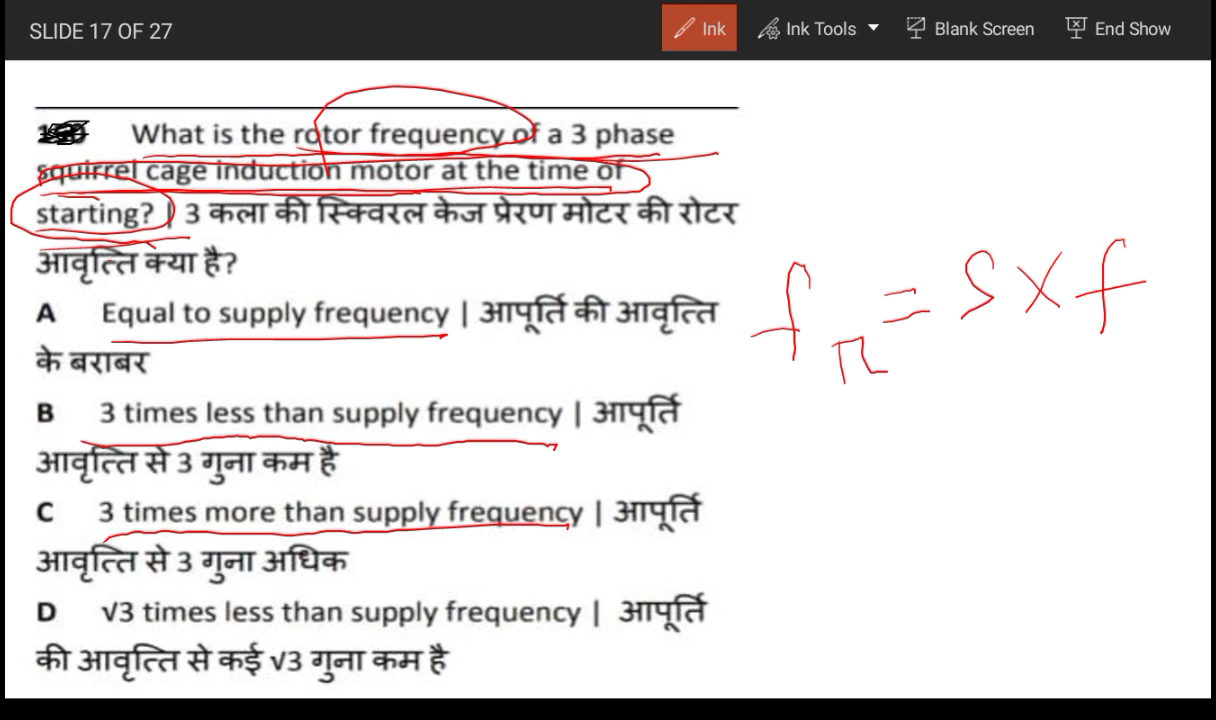 SLIDE 17 OF 27
Ink
Ink Tools
Blank Screen
End Show
What is the rotor frequency of a 3 phase
squirrel cage induction motor at the time of
starting? | 3 कला की स्क्विरल केज प्रेरण मोटर की रोटर
आवृत्ति क्या है?
A Equal to supply frequency | आपूर्ति की आवृत्ति
के बराबर
B 3 times less than supply frequency | आपूर्ति
आवृत्ति से 3 गुना कम है
C 3 times more than supply frequency | आपूर्ति
आवृत्ति से 3 गुना अधिक
D √3 times less than supply frequency | आपूर्ति
की आवृत्ति से कई √3 गुना कम है
f r = S X f